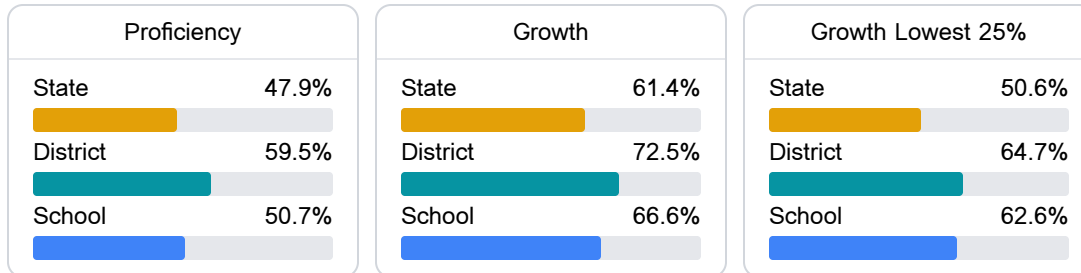 Proficiency
State 47.9%
District 59.5%
School 50.7%
Growth
State 61.4%
District 72.5%
School 66.6%
Growth Lowest 25%
State 50.6%
District 64.7%
School 62.6%